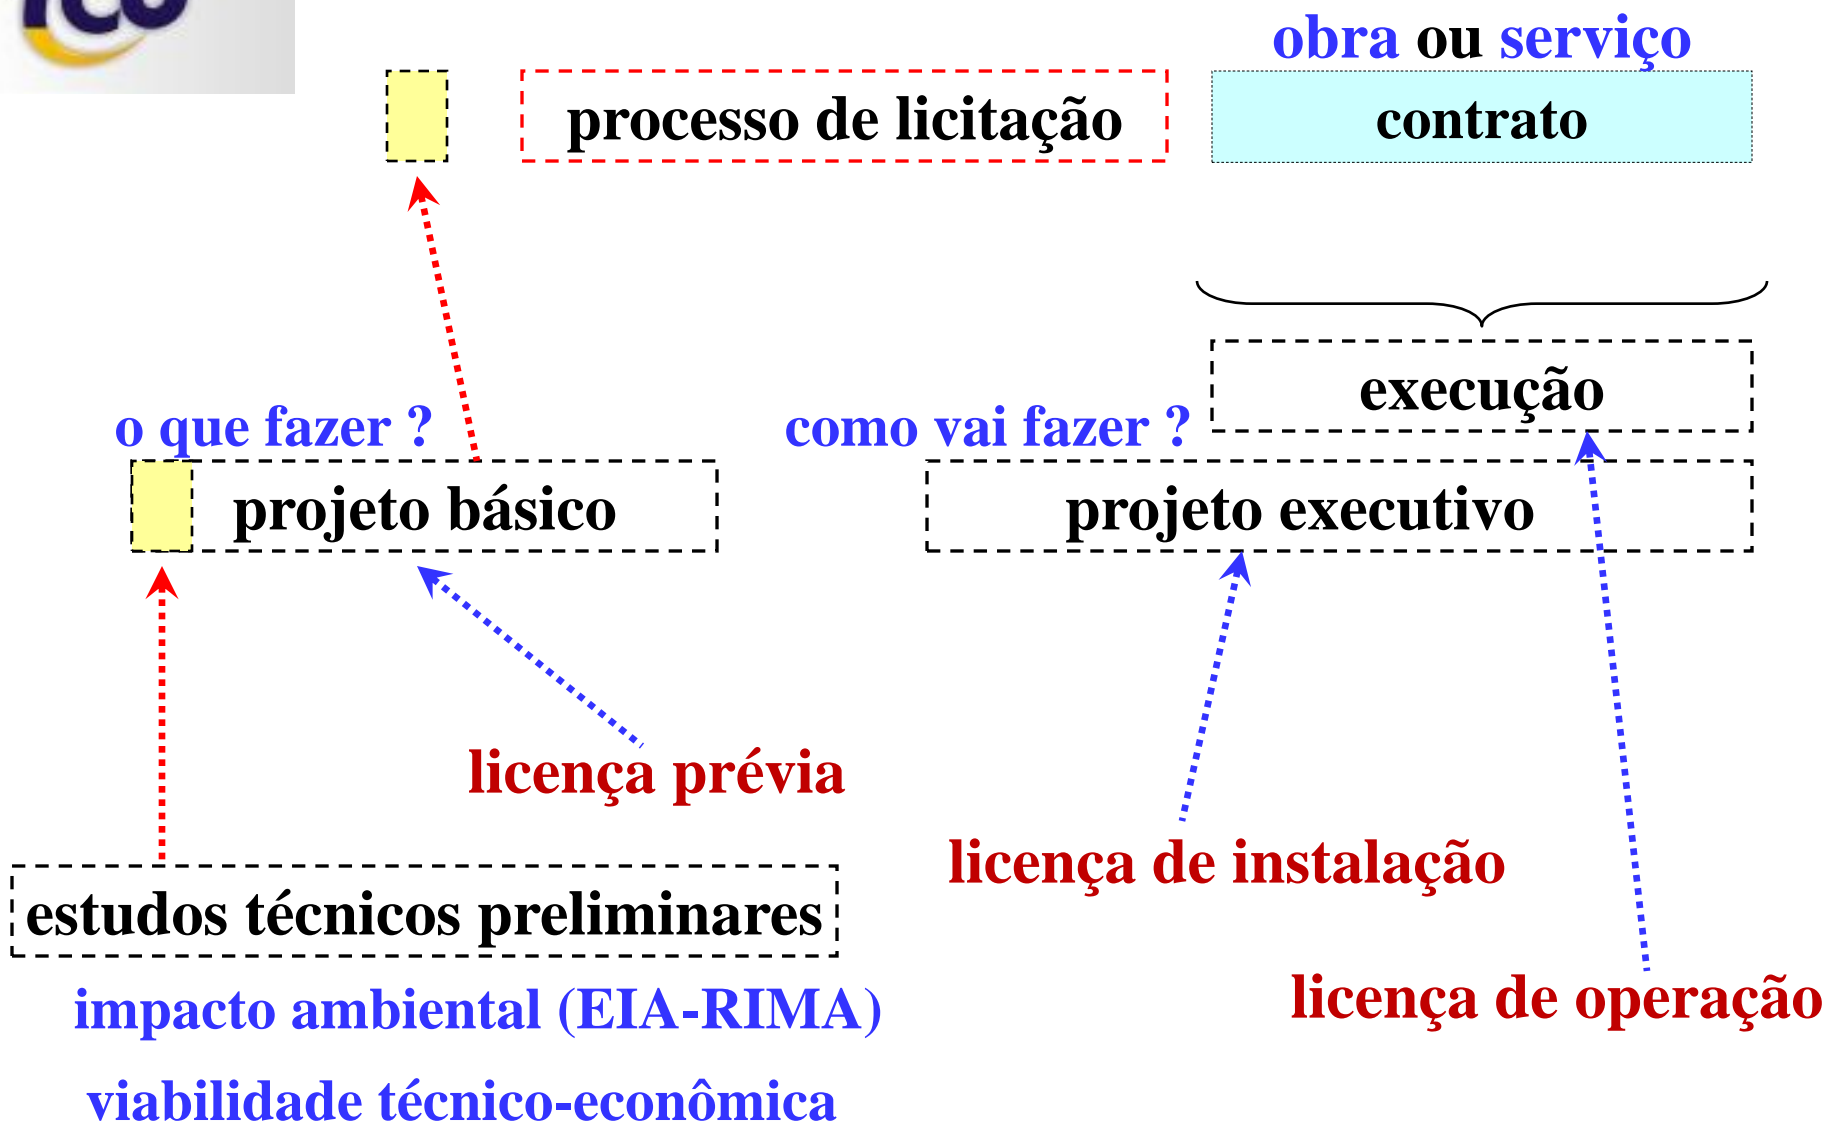 TCU
obra ou serviço
processo de licitação
contrato
execução
o que fazer ?
como vai fazer ?
projeto básico
projeto executivo
licença prévia
licença de instalação
estudos técnicos preliminares
licença de operação
impacto ambiental (EIA-RIMA)
viabilidade técnico-econômica